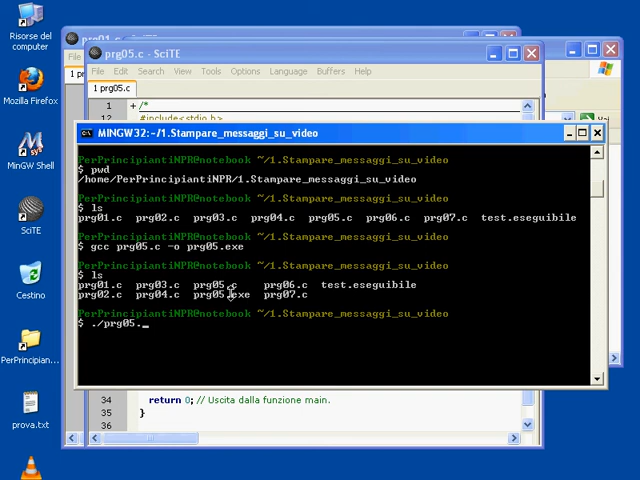 Risorse del
computer
Mozilla Firefox
MinGW Shell
SciTE
Cestino
PerPrincipian...
prova.txt
prg05.c - SciTE
File Edit Search View Tools Options Language Buffers Help
1 prg05.c
1 + /*
12 #include<stdio.h>
MINGW32:~/1.Stampare_messaggi_su_video
PerPrincipiantiNPR@notebook ~/1.Stampare_messaggi_su_video
$ pwd
/home/PerPrincipiantiNPR/1.Stampare_messaggi_su_video
PerPrincipiantiNPR@notebook ~/1.Stampare_messaggi_su_video
$ ls
prg01.c prg02.c prg03.c prg04.c prg05.c prg06.c prg07.c test.eseguibile
PerPrincipiantiNPR@notebook ~/1.Stampare_messaggi_su_video
$ gcc prg05.c -o prg05.exe
PerPrincipiantiNPR@notebook ~/1.Stampare_messaggi_su_video
$ ls
prg01.c prg03.c prg05.c prg06.c test.eseguibile
prg02.c prg04.c prg05.exe prg07.c
PerPrincipiantiNPR@notebook ~/1.Stampare_messaggi_su_video
$ ./prg05._
34 return 0; // Uscita dalla funzione main.
35 }
36